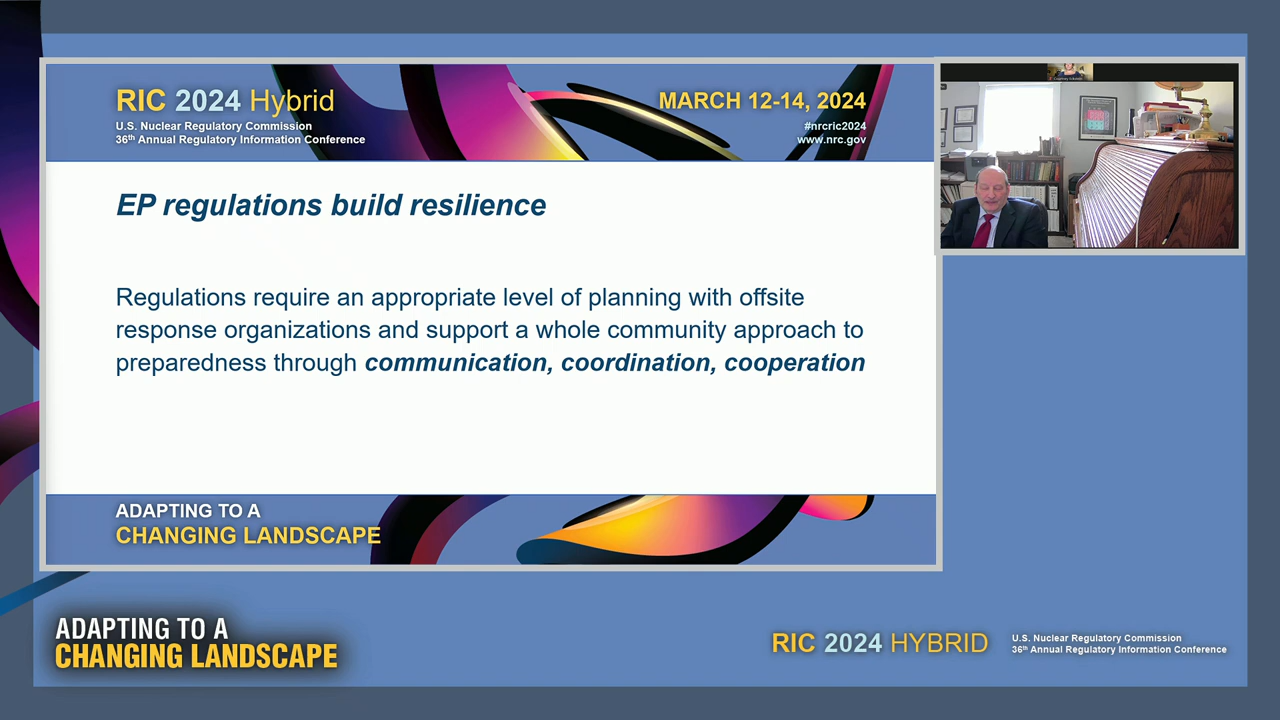 RIC 2024 Hybrid
U.S. Nuclear Regulatory Commission
36th Annual Regulatory Information Conference
MARCH 12-14, 2024
#nrcric2024
www.nrc.gov
EP regulations build resilience
Regulations require an appropriate level of planning with offsite
response organizations and support a whole community approach to
preparedness through communication, coordination, cooperation
ADAPTING TO A
CHANGING LANDSCAPE
ADAPTING TO A
CHANGING LANDSCAPE
RIC 2024 HYBRID
U.S. Nuclear Regulatory Commission
36th Annual Regulatory Information Conference